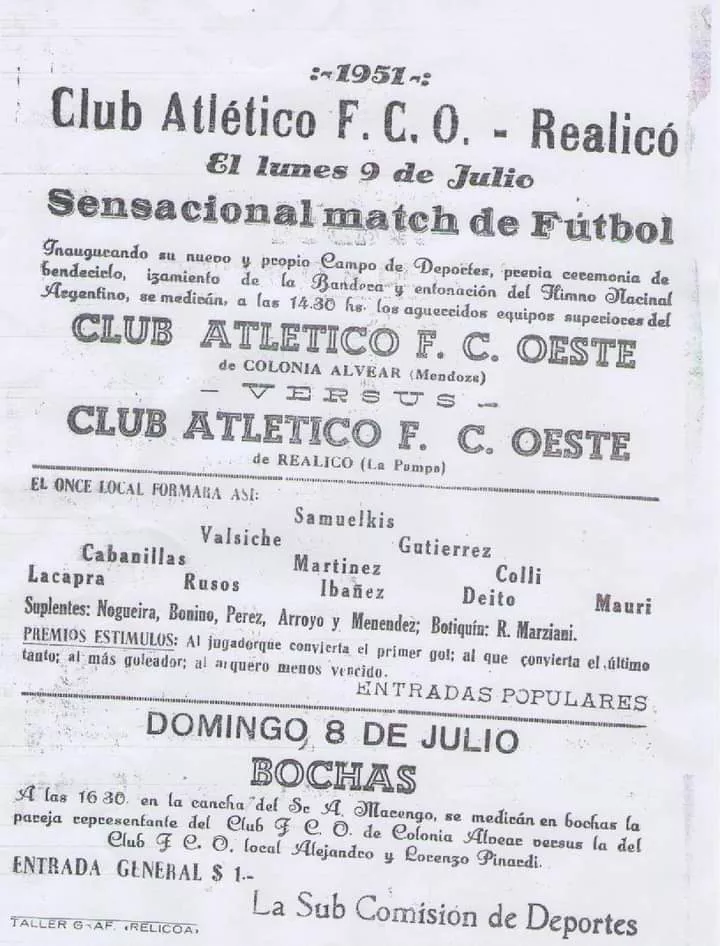 :-1951-:
Club Atlético F. C. O. - Realicó
El lunes 9 de Julio
Sensacional match de Fútbol
Inaugurando su nuevo y propio Campo de Deportes, previa ceremonia de
bendecirlo, izamiento de la Bandera y entonación del Himno Nacinal
Argentino, se medirán, a las 14.30 hs. los aguerridos equipos superiores del
CLUB ATLETICO F. C. OESTE
de COLONIA ALVEAR (Mendoza)
- VERSUS -
CLUB ATLETICO F. C. OESTE
de REALICO (La Pampa)
EL ONCE LOCAL FORMARA ASI:
Samuelkis
Valsiche Gutierrez
Cabanillas Martinez Colli
Lacapra Rusos Ibañez Deito Mauri
Suplentes: Nogueira, Bonino, Perez, Arroyo y Menendez; Botiquín: R. Marziani.
PREMIOS ESTIMULOS: Al jugadorque convierta el primer gol; al que convierta el último
tanto; al más goleador; al arquero menos vencido.
ENTRADAS POPULARES
DOMINGO 8 DE JULIO
BOCHAS
A las 16 30. en la cancha del Sr A. Marengo, se medirán en bochas la
pareja representante del Club F C. O. de Colonia Alvear versus la del
Club F C. O. local Alejandro y Lorenzo Pinardi.
ENTRADA GENERAL $ 1.-
La Sub Comisión de Deportes
TALLER GRAF. «RELICOA»